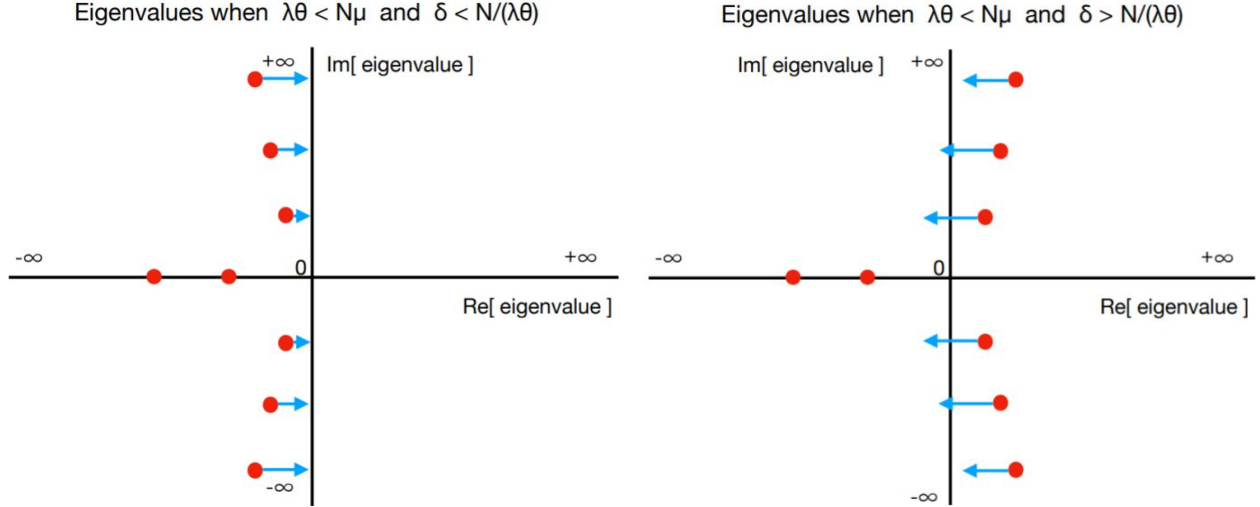 Eigenvalues when λθ < Nμ and δ < N/(λθ)
+∞
Im[ eigenvalue ]
-∞
0
+∞
Re[ eigenvalue ]
-∞
Eigenvalues when λθ < Nμ and δ > N/(λθ)
Im[ eigenvalue ]
+∞
-∞
0
+∞
Re[ eigenvalue ]
-∞